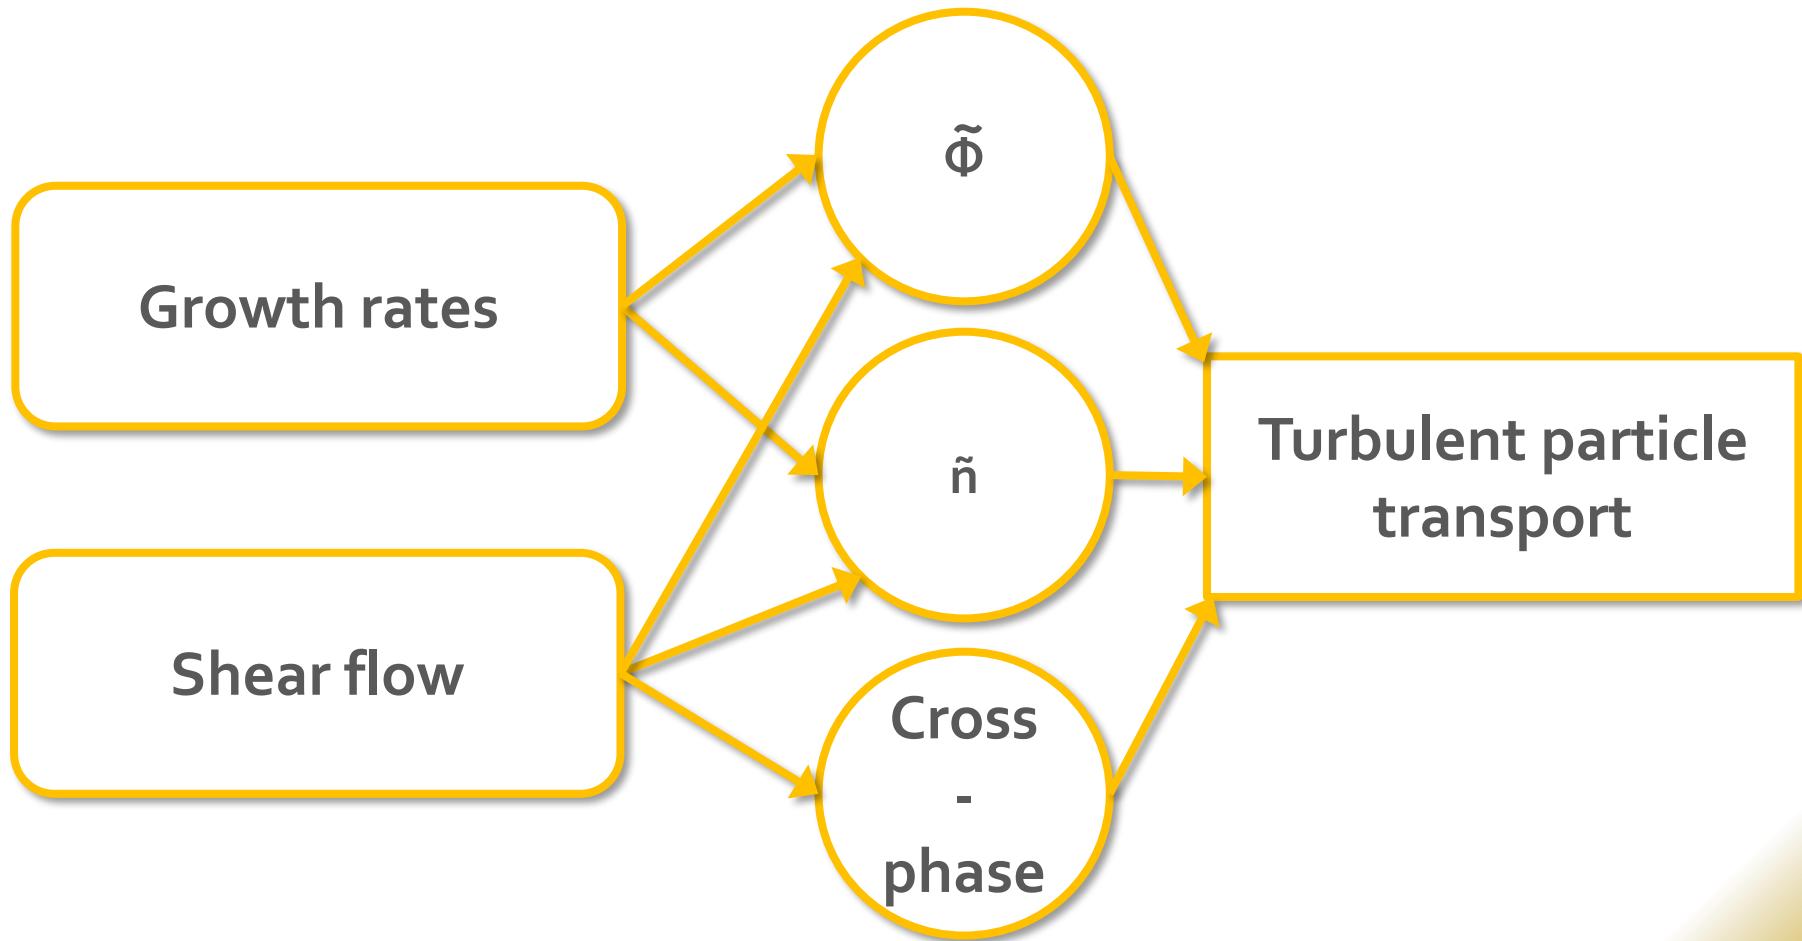 Φ̃
Growth rates
ñ
Turbulent particle
transport
Shear flow
Cross
-
phase